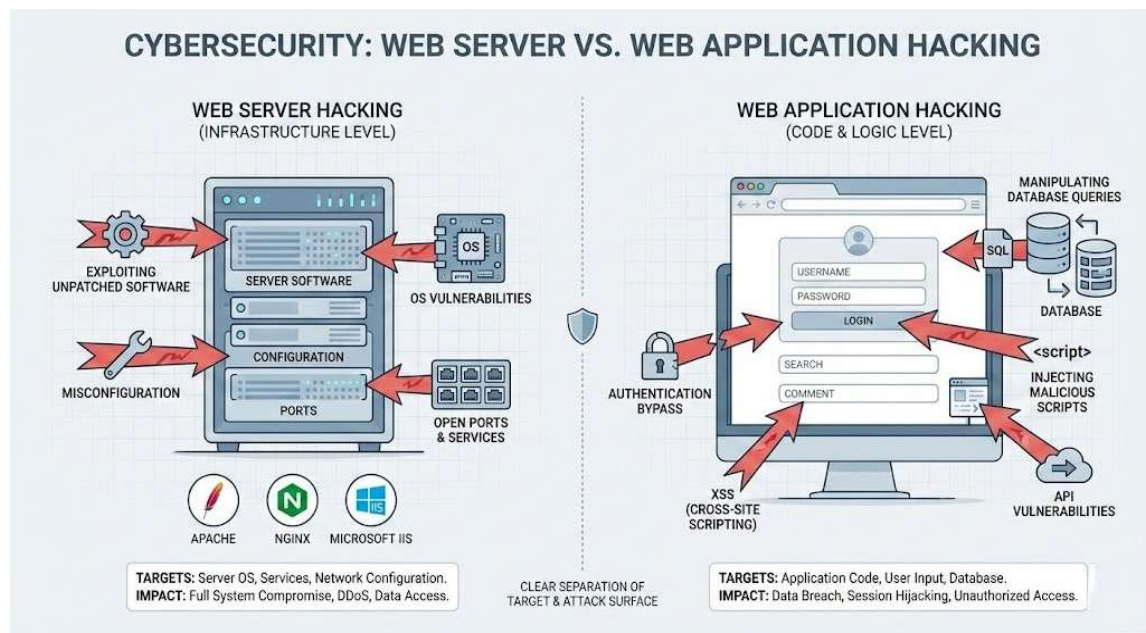 CYBERSECURITY: WEB SERVER VS. WEB APPLICATION HACKING
WEB SERVER HACKING
(INFRASTRUCTURE LEVEL)
EXPLOITING
UNPATCHED SOFTWARE
SERVER SOFTWARE
OS
OS VULNERABILITIES
MISCONFIGURATION
CONFIGURATION
PORTS
OPEN PORTS
& SERVICES
APACHE
N
NGINX
IIS
MICROSOFT IIS
TARGETS: Server OS, Services, Network Configuration.
IMPACT: Full System Compromise, DDoS, Data Access.
CLEAR SEPARATION OF
TARGET & ATTACK SURFACE
WEB APPLICATION HACKING
(CODE & LOGIC LEVEL)
MANIPULATING
DATABASE QUERIES
SQL
DATABASE
USERNAME
PASSWORD
LOGIN
SEARCH
COMMENT
AUTHENTICATION
BYPASS
<script>
INJECTING
MALICIOUS
SCRIPTS
XSS
(CROSS-SITE
SCRIPTING)
API
VULNERABILITIES
TARGETS: Application Code, User Input, Database.
IMPACT: Data Breach, Session Hijacking, Unauthorized Access.